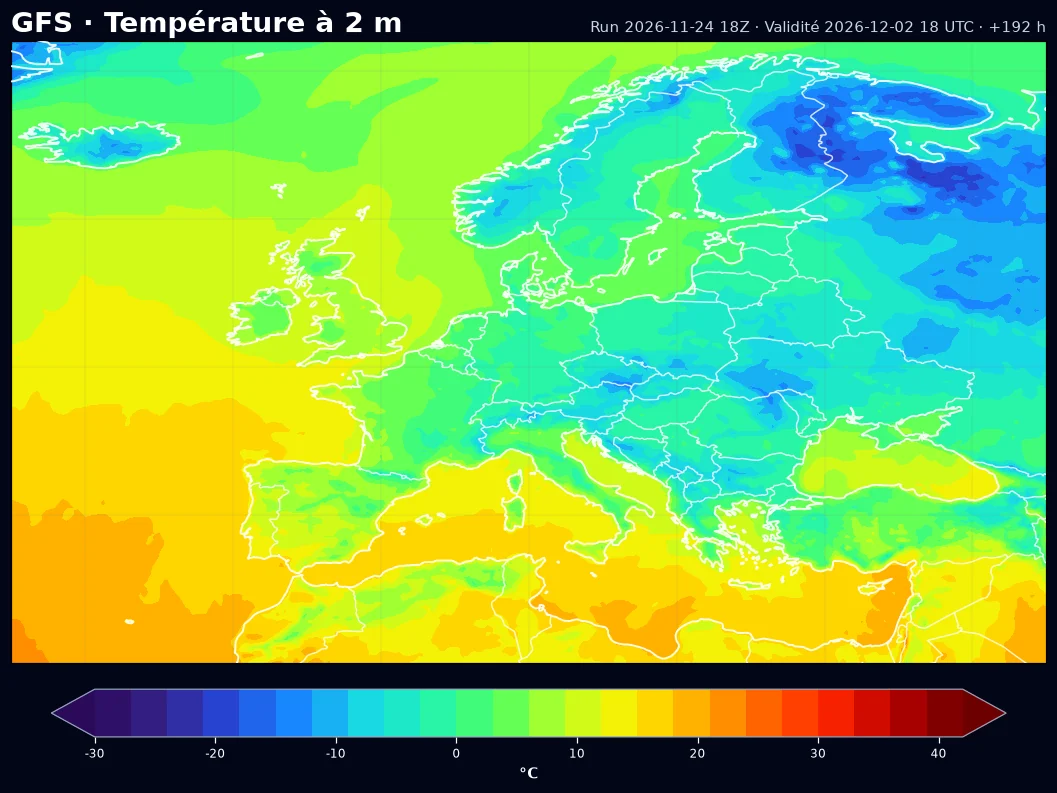 GFS · Température à 2 m
Run 2026-11-24 18Z · Validité 2026-12-02 18 UTC · +192 h
-30 -20 -10 0 10 20 30 40
°C